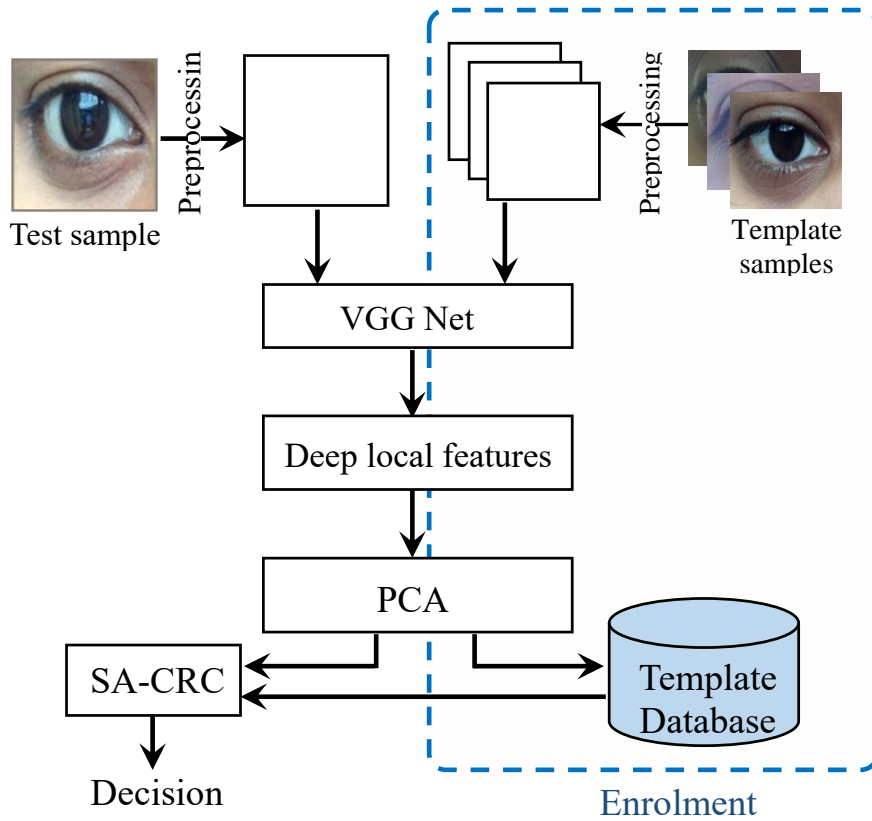 Preprocessin
Preprocessing
Test sample
Template
samples
VGG Net
Deep local features
PCA
SA-CRC
Template
Database
Decision
Enrolment